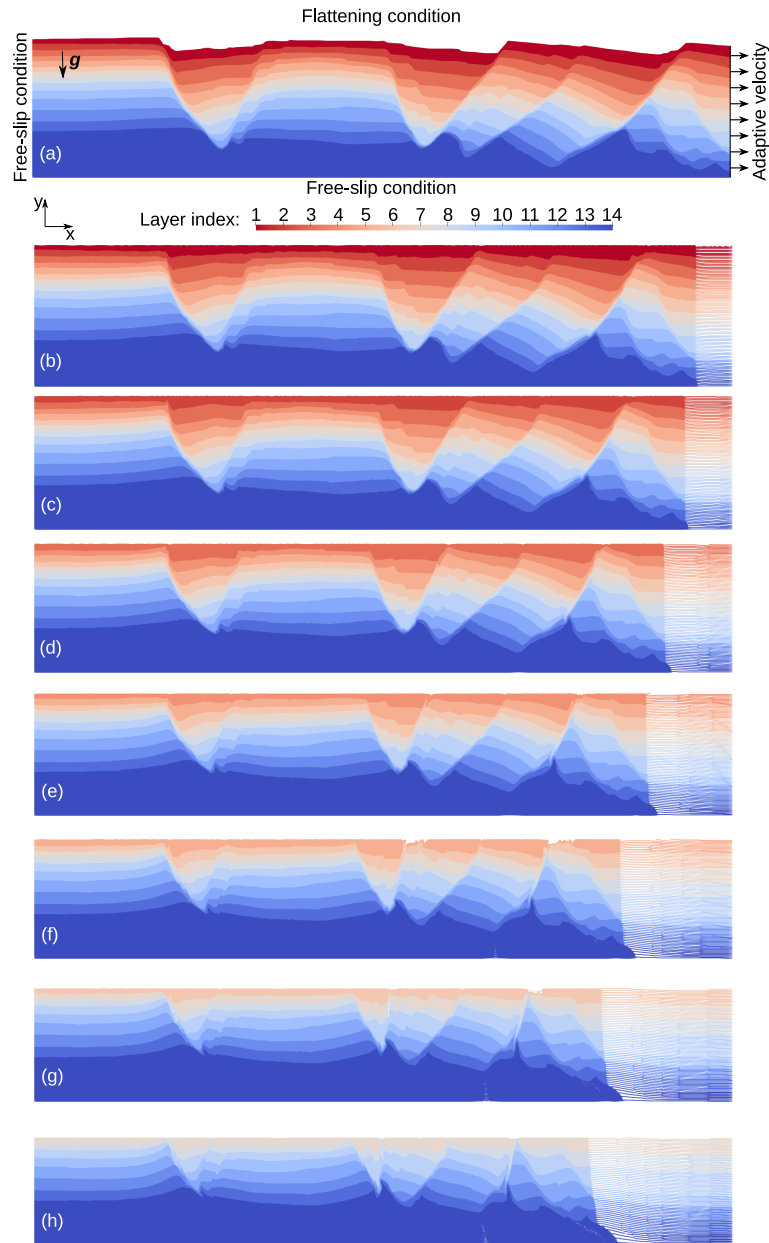 Flattening condition
Free-slip condition
g
Adaptive velocity
(a)
Free-slip condition
y
x
Layer index: 1 2 3 4 5 6 7 8 9 10 11 12 13 14
(b)
(c)
(d)
(e)
(f)
(g)
(h)